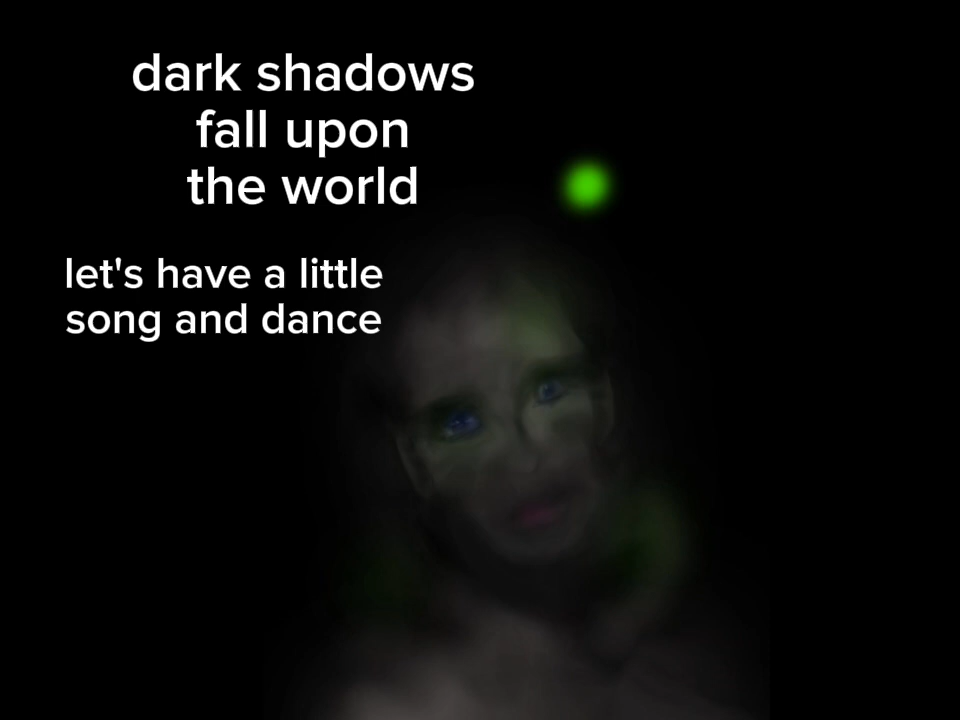 dark shadows
fall upon
the world
let's have a little
song and dance